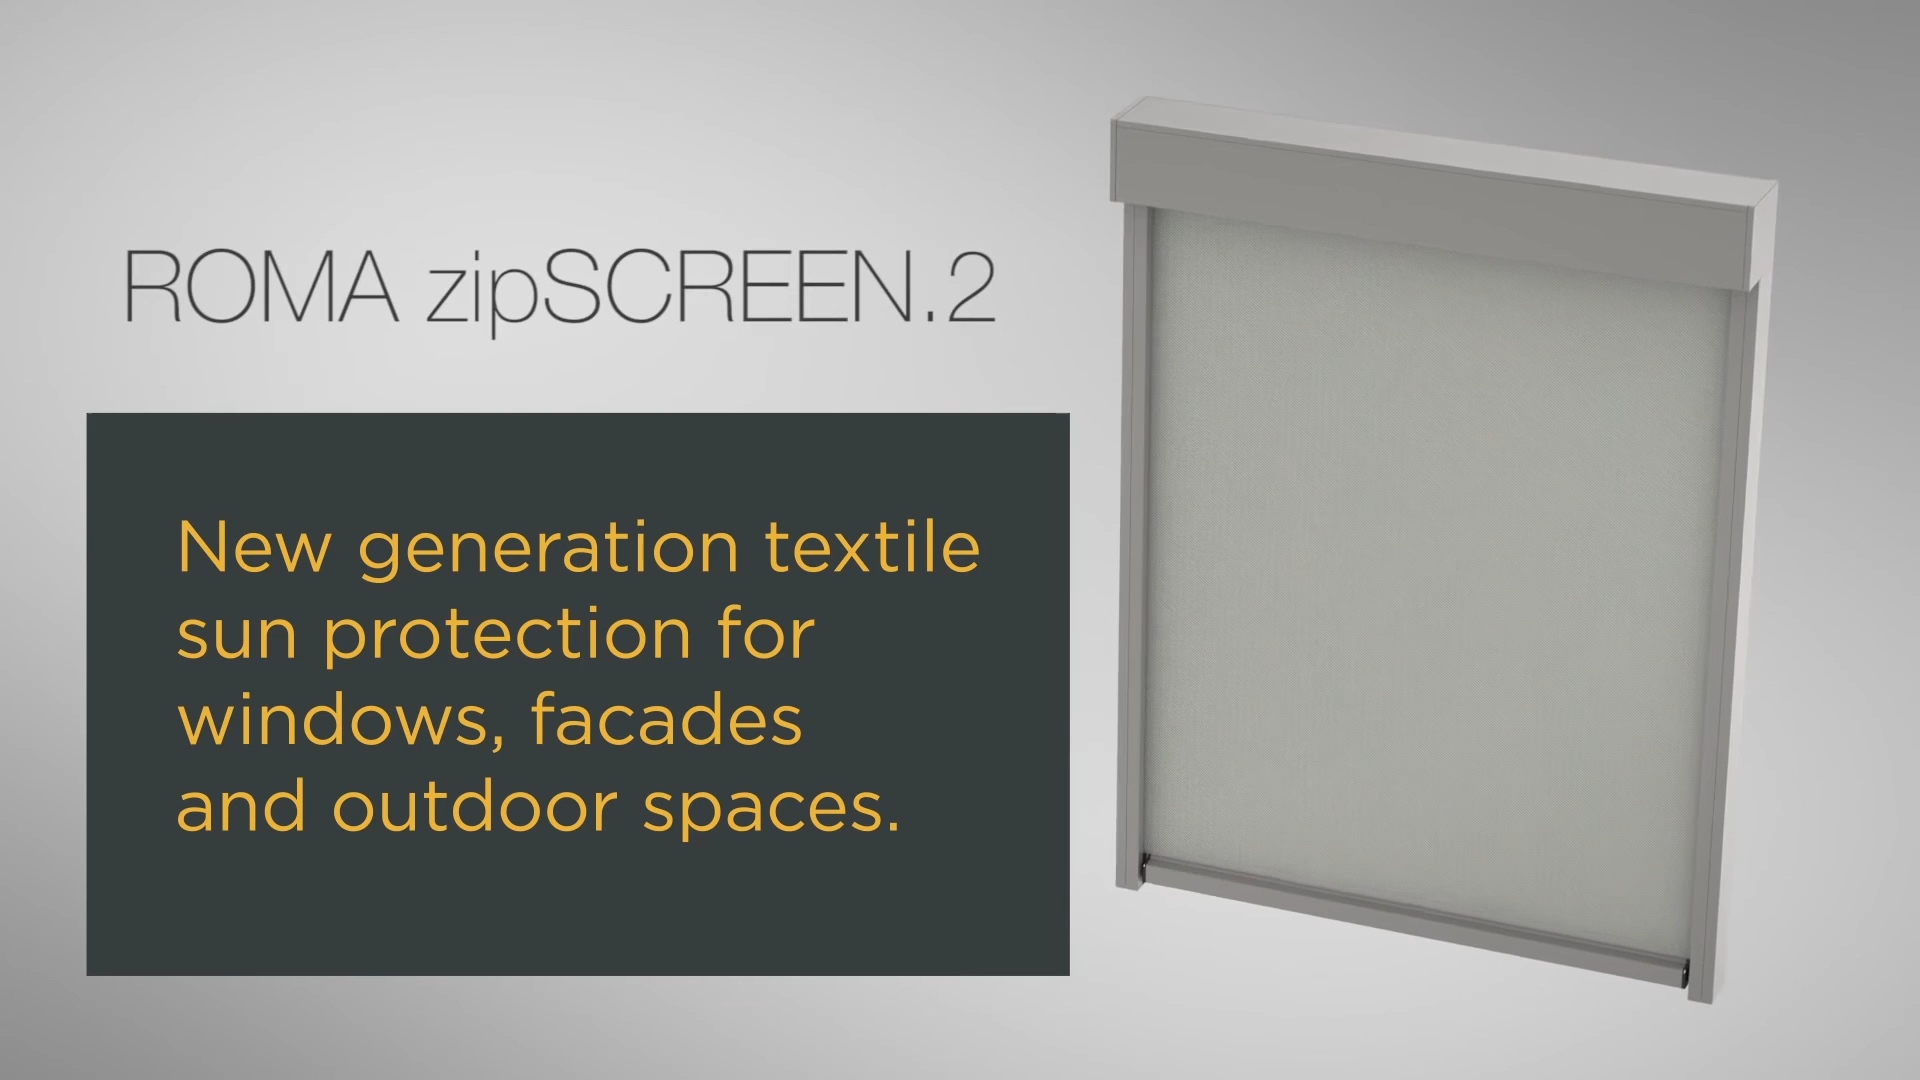 ROMA zipSCREEN.2
New generation textile
sun protection for
windows, facades
and outdoor spaces.